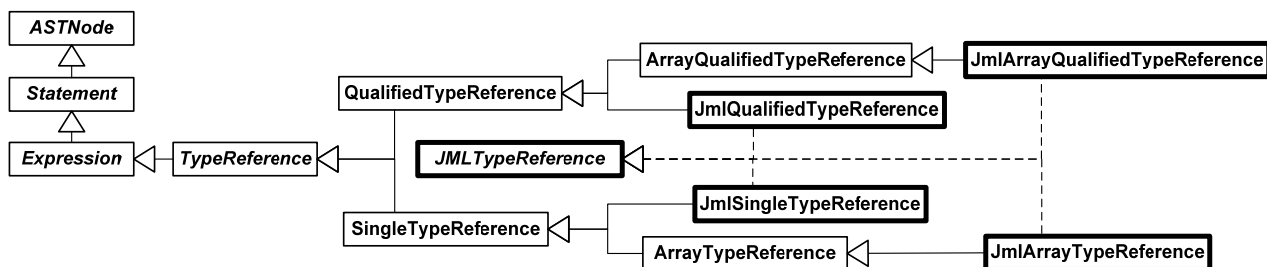 ASTNode
ArrayQualifiedTypeReference
JmlArrayQualifiedTypeReference
Statement
QualifiedTypeReference
JmlQualifiedTypeReference
Expression
TypeReference
JMLTypeReference
JmlSingleTypeReference
SingleTypeReference
ArrayTypeReference
JmlArrayTypeReference